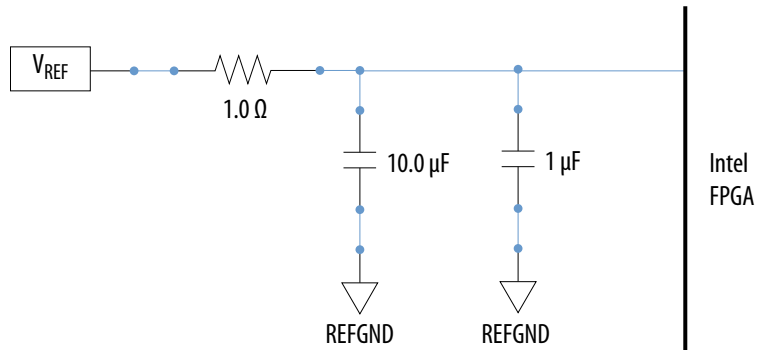 VREF
1.0 Ω
10.0 µF
1 µF
Intel
FPGA
REFGND
REFGND